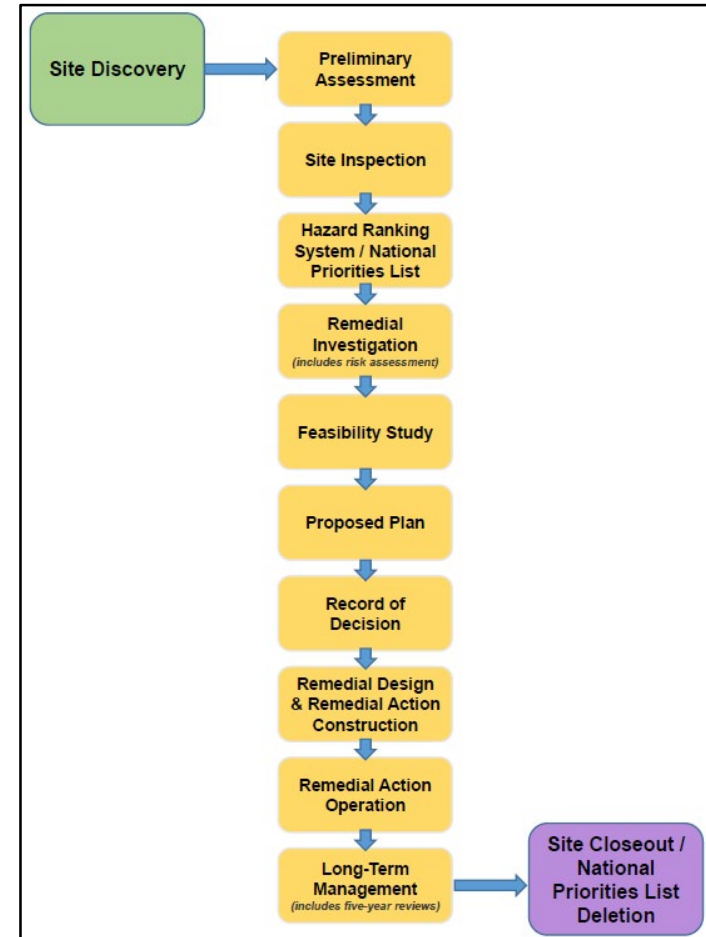 Site Discovery
Preliminary
Assessment
Site Inspection
Hazard Ranking
System / National
Priorities List
Remedial
Investigation
(includes risk assessment)
Feasibility Study
Proposed Plan
Record of
Decision
Remedial Design
& Remedial Action
Construction
Remedial Action
Operation
Long-Term
Management
(includes five-year reviews)
Site Closeout /
National
Priorities List
Deletion